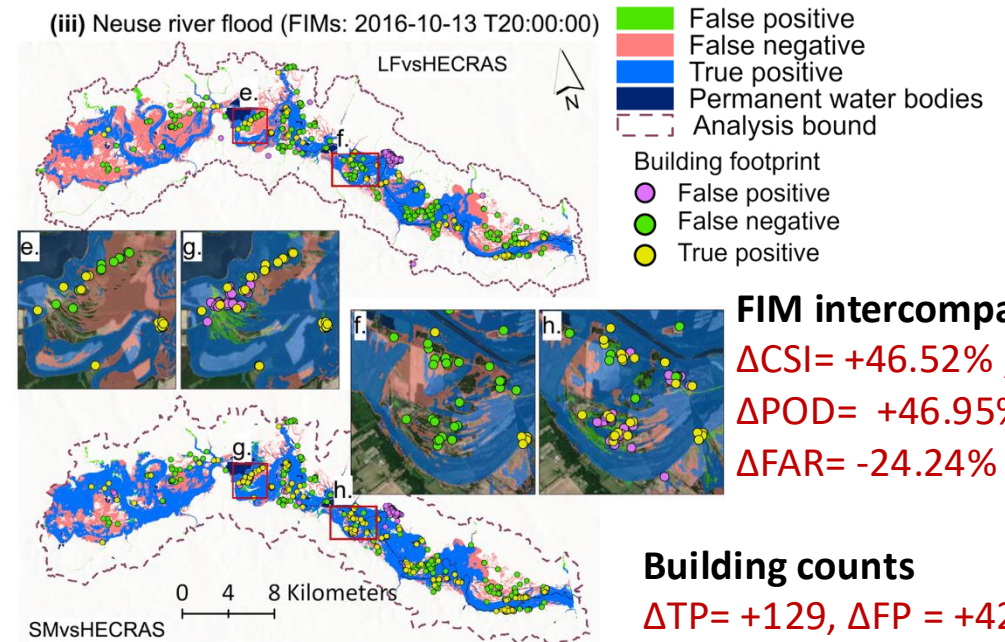 (iii) Neuse river flood (FIMs: 2016-10-13 T20:00:00)
LFvsHECRAS
N
e.
f.
False positive
False negative
True positive
Permanent water bodies
Analysis bound
Building footprint
False positive
False negative
True positive
e.
g.
f.
h.
FIM intercompa
ΔCSI= +46.52% ,
ΔPOD= +46.95%
ΔFAR= -24.24%
g.
h.
0 4 8 Kilometers
SMvsHECRAS
Building counts
ΔTP= +129, ΔFP = +42